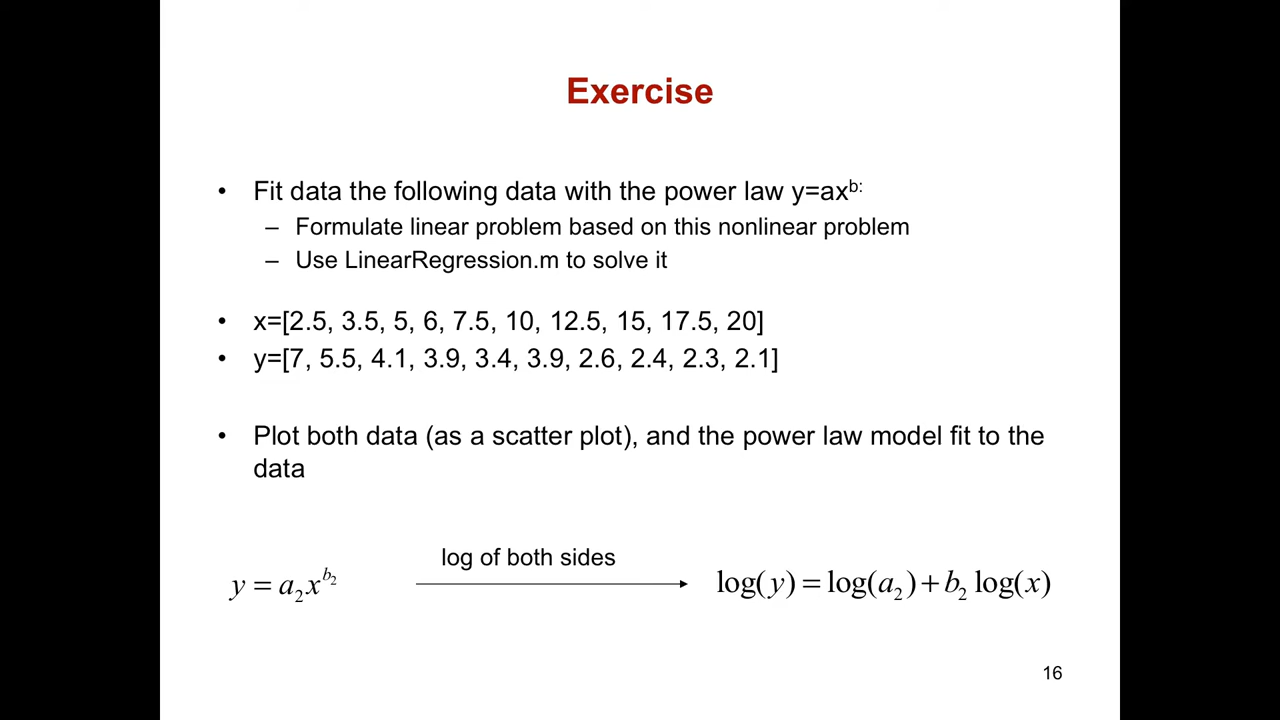 Exercise
• Fit data the following data with the power law y=ax^b:
– Formulate linear problem based on this nonlinear problem
– Use LinearRegression.m to solve it
• x=[2.5, 3.5, 5, 6, 7.5, 10, 12.5, 15, 17.5, 20]
• y=[7, 5.5, 4.1, 3.9, 3.4, 3.9, 2.6, 2.4, 2.3, 2.1]
• Plot both data (as a scatter plot), and the power law model fit to the
data
log of both sides
y = a₂x^b₂ log(y) = log(a₂) + b₂ log(x)
16